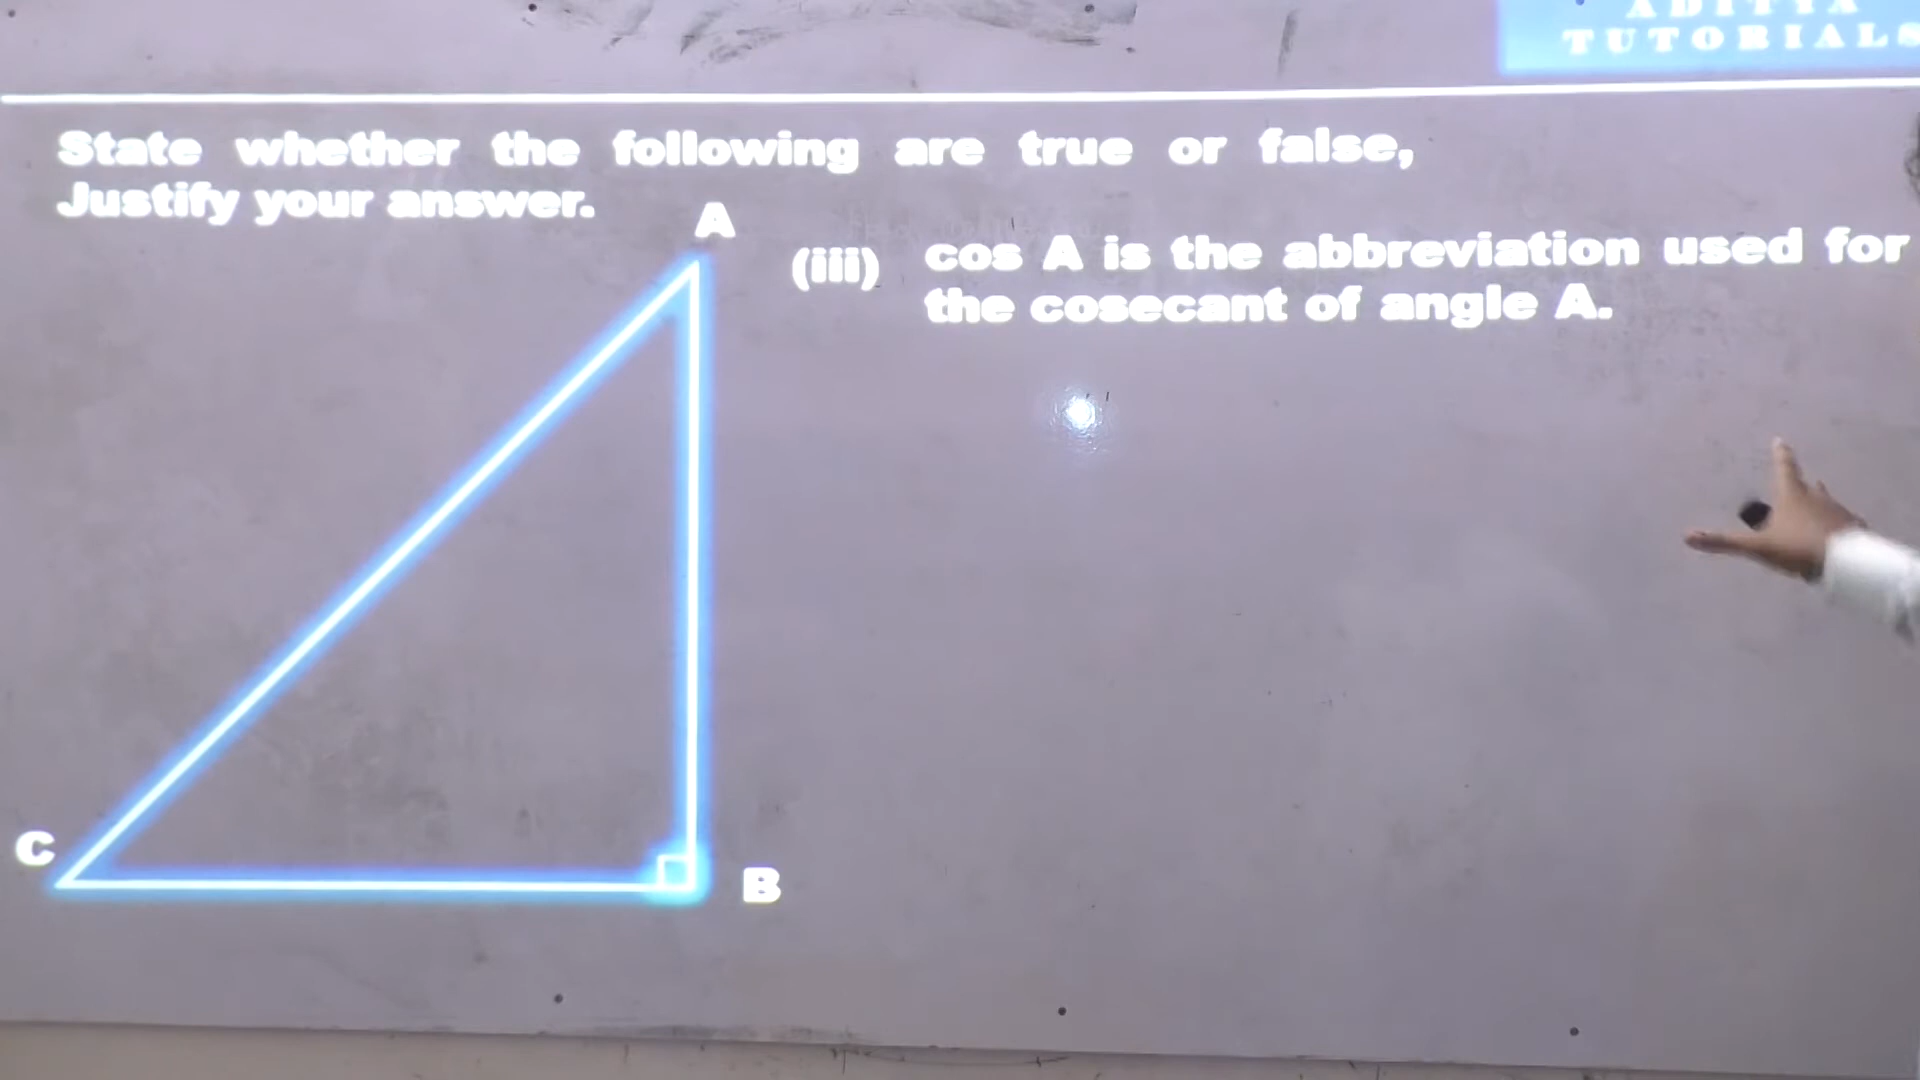 ADITYA
TUTORIALS
State whether the following are true or false,
Justify your answer.
A
(iii) cos A is the abbreviation used for
the cosecant of angle A.
C
B